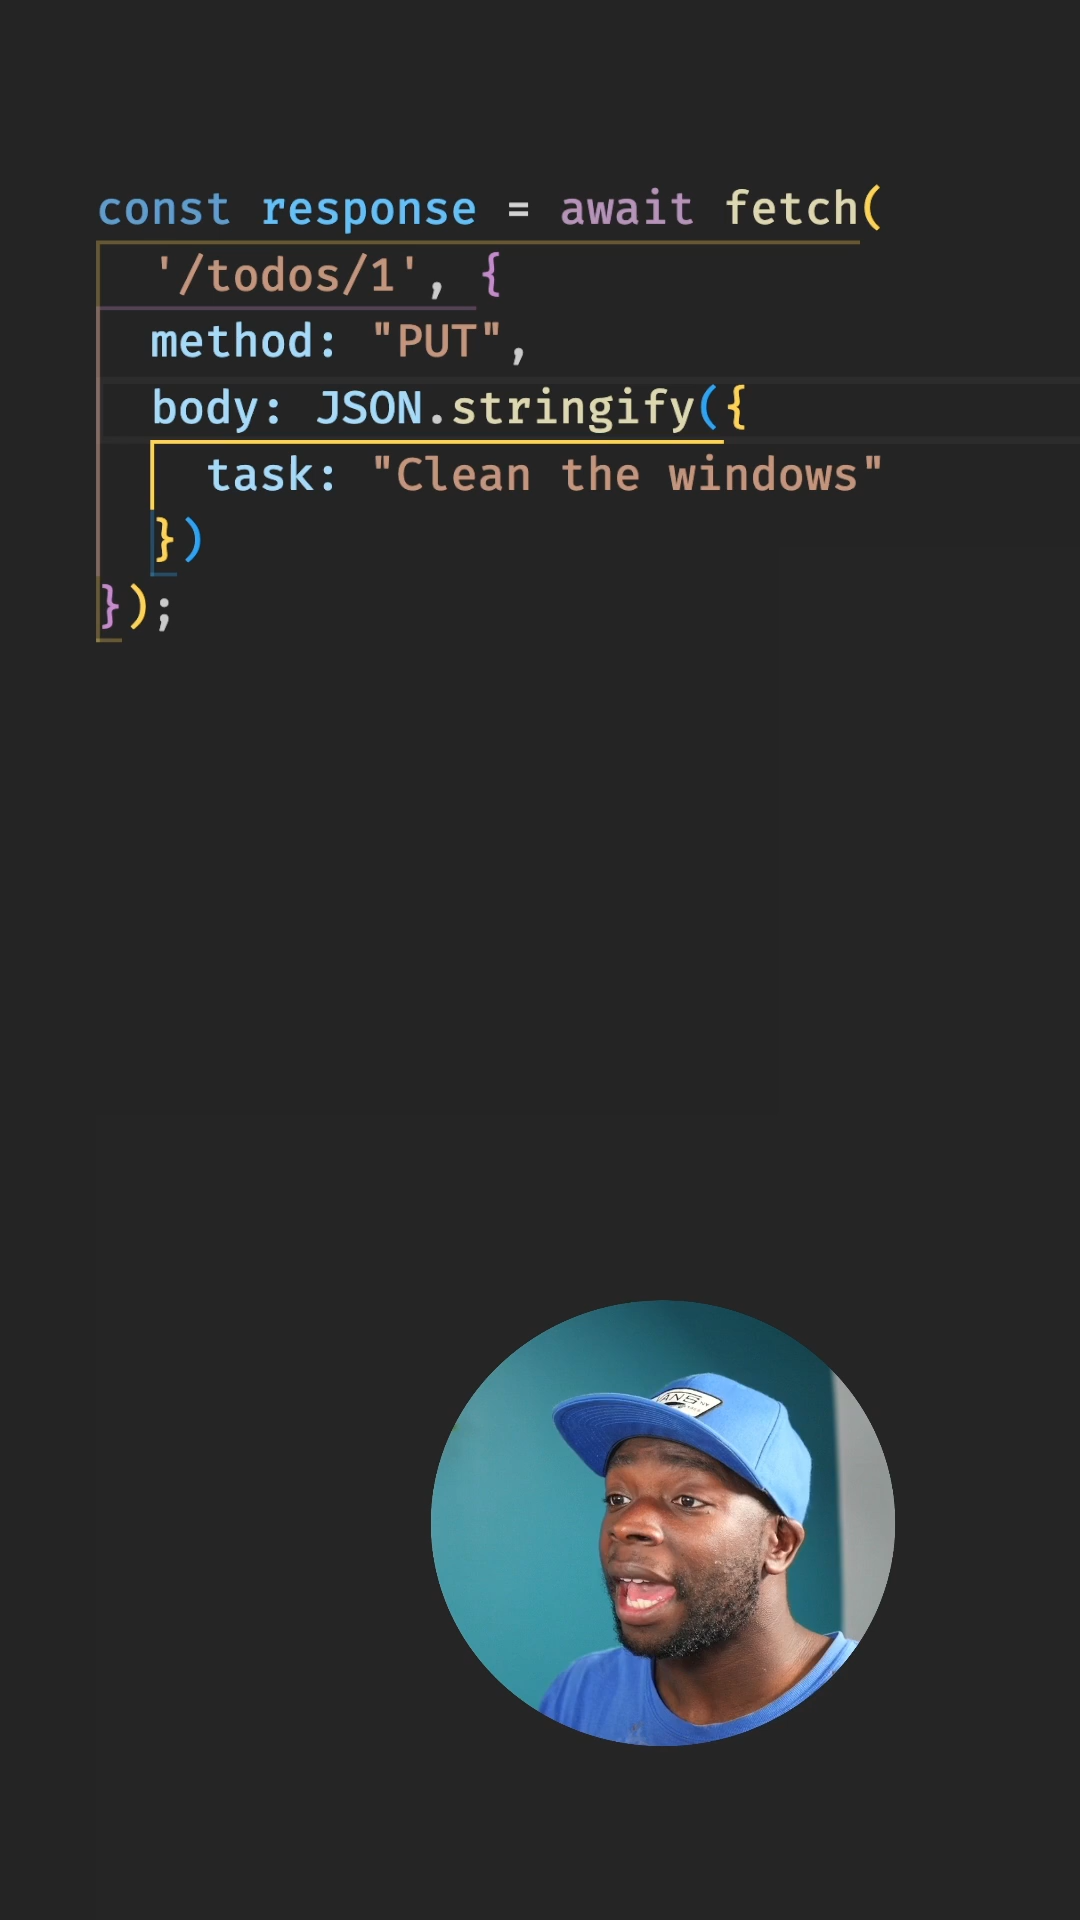 const response = await fetch(
'/todos/1', {
method: "PUT",
body: JSON.stringify({
task: "Clean the windows"
})
});